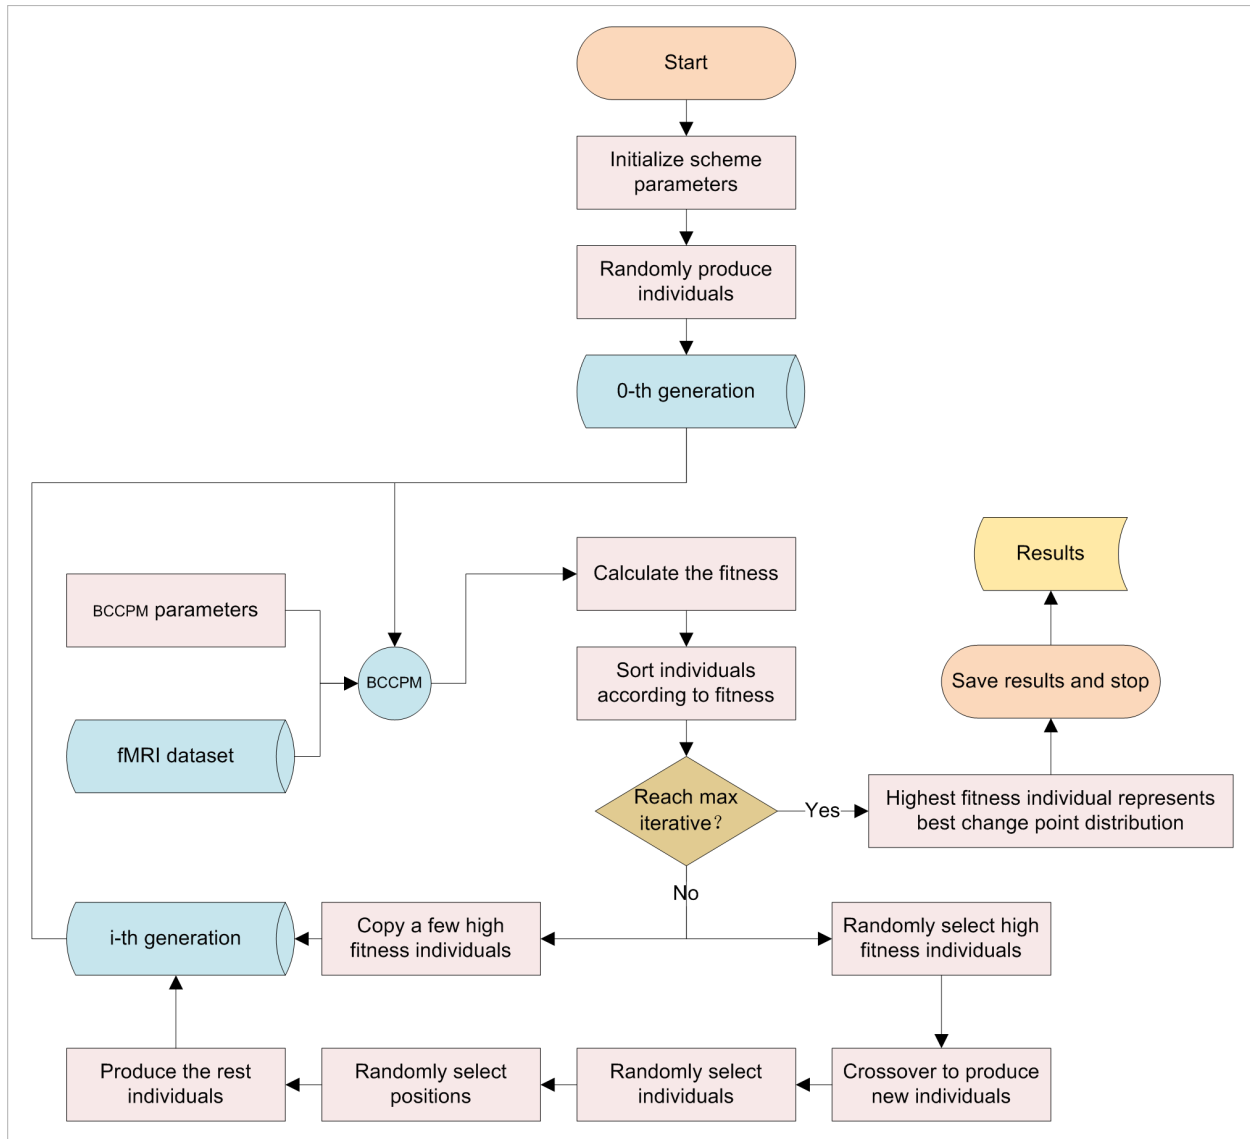 Start
Initialize scheme
parameters
Randomly produce
individuals
0-th generation
Results
Calculate the fitness
BCCPM parameters
BCCPM
Sort individuals
according to fitness
Save results and stop
fMRI dataset
Reach max
iterative?
Yes
Highest fitness individual represents
best change point distribution
No
i-th generation
Copy a few high
fitness individuals
Randomly select high
fitness individuals
Produce the rest
individuals
Randomly select
positions
Randomly select
individuals
Crossover to produce
new individuals